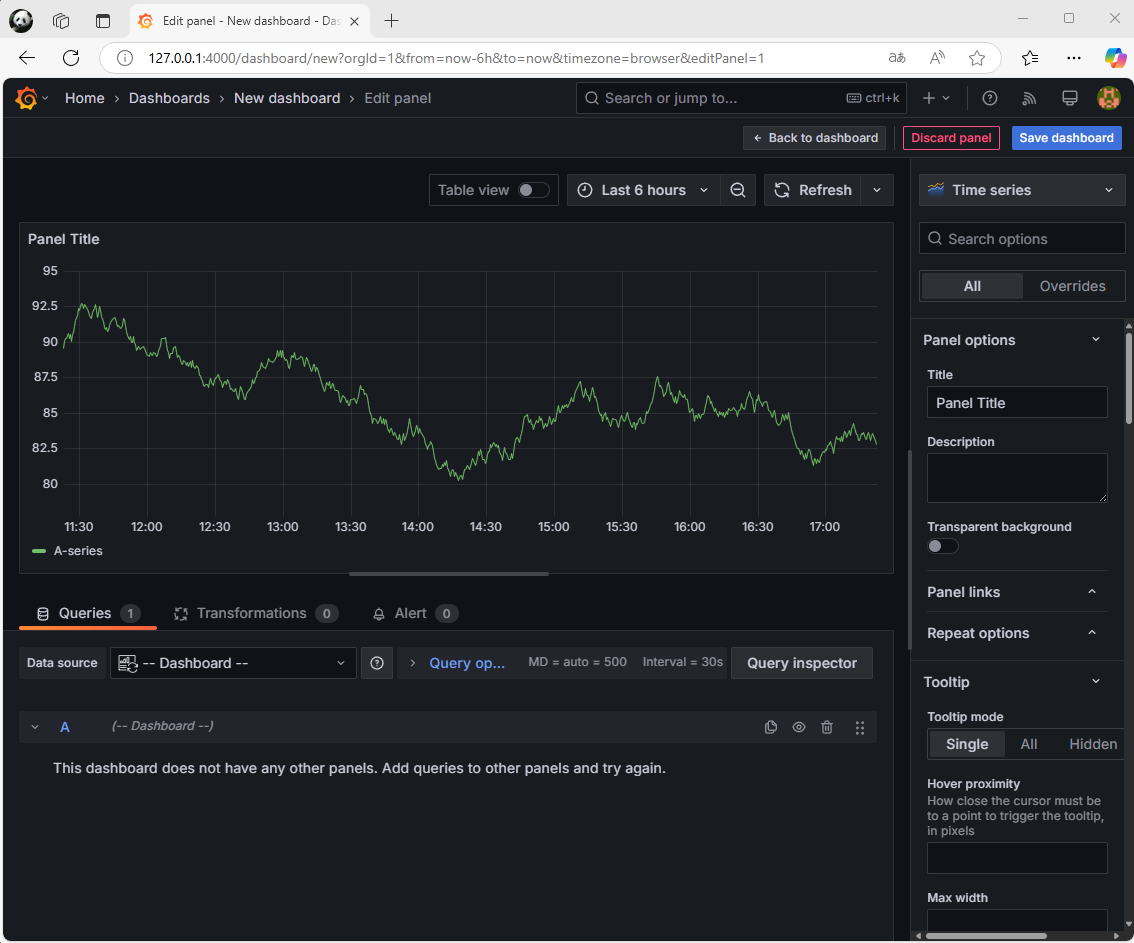 Edit panel - New dashboard - Das
127.0.0.1:4000/dashboard/new?orgId=1&from=now-6h&to=now&timezone=browser&editPanel=1
Home › Dashboards › New dashboard › Edit panel
Search or jump to...
ctrl+k
Back to dashboard
Discard panel
Save dashboard
Table view
Last 6 hours
Refresh
Time series
Search options
All
Overrides
Panel Title
95
92.5
90
87.5
85
82.5
80
11:30 12:00 12:30 13:00 13:30 14:00 14:30 15:00 15:30 16:00 16:30 17:00
A-series
Queries 1
Transformations 0
Alert 0
Data source
-- Dashboard --
Query op...
MD = auto = 500
Interval = 30s
Query inspector
A
(-- Dashboard --)
This dashboard does not have any other panels. Add queries to other panels and try again.
Panel options
Title
Panel Title
Description
Transparent background
Panel links
Repeat options
Tooltip
Tooltip mode
Single All Hidden
Hover proximity
How close the cursor must be
to a point to trigger the tooltip,
in pixels
Max width